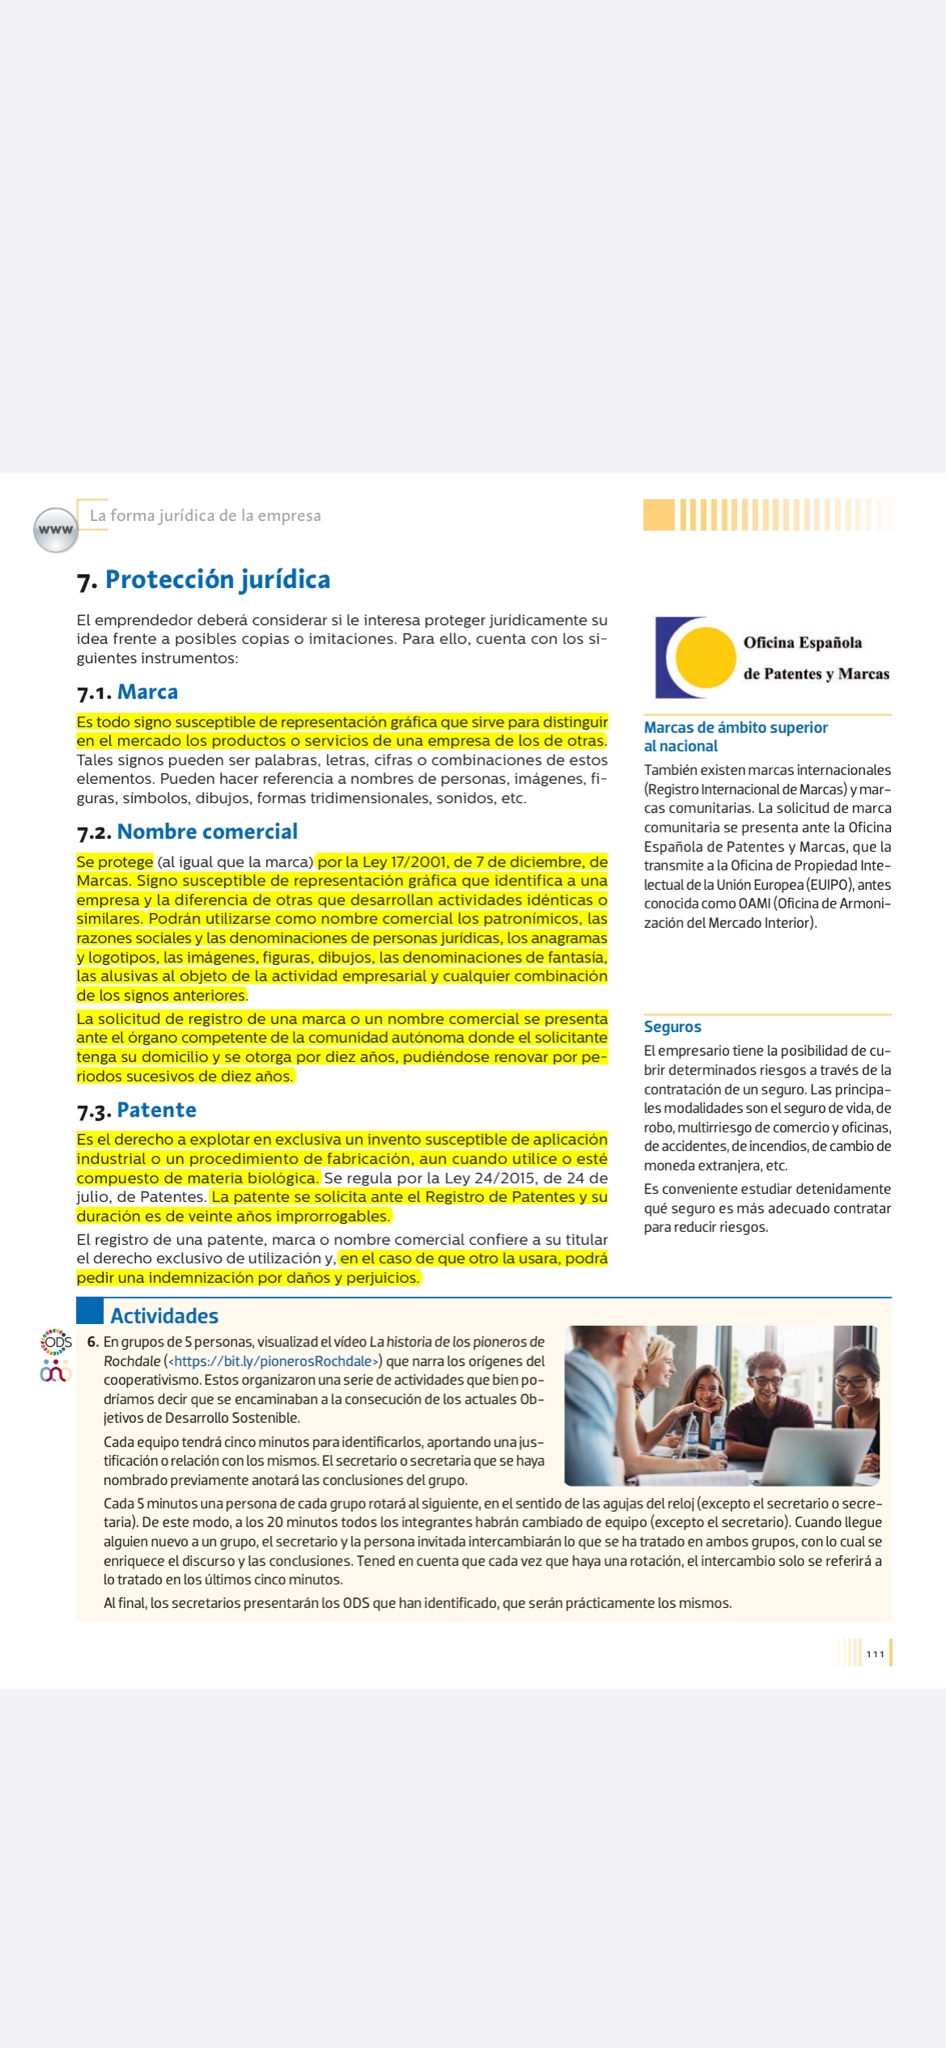 www
La forma jurídica de la empresa
7. Protección jurídica
El emprendedor deberá considerar si le interesa proteger jurídicamente su
idea frente a posibles copias o imitaciones. Para ello, cuenta con los si-
guientes instrumentos:
7.1. Marca
Es todo signo susceptible de representación gráfica que sirve para distinguir
en el mercado los productos o servicios de una empresa de los de otras.
Tales signos pueden ser palabras, letras, cifras o combinaciones de estos
elementos. Pueden hacer referencia a nombres de personas, imágenes, fi-
guras, símbolos, dibujos, formas tridimensionales, sonidos, etc.
7.2. Nombre comercial
Se protege (al igual que la marca) por la Ley 17/2001, de 7 de diciembre, de
Marcas. Signo susceptible de representación gráfica que identifica a una
empresa y la diferencia de otras que desarrollan actividades idénticas o
similares. Podrán utilizarse como nombre comercial los patronímicos, las
razones sociales y las denominaciones de personas jurídicas, los anagramas
y logotipos, las imágenes, figuras, dibujos, las denominaciones de fantasía,
las alusivas al objeto de la actividad empresarial y cualquier combinación
de los signos anteriores.
La solicitud de registro de una marca o un nombre comercial se presenta
ante el órgano competente de la comunidad autónoma donde el solicitante
tenga su domicilio y se otorga por diez años, pudiéndose renovar por pe-
riodos sucesivos de diez años.
7.3. Patente
Es el derecho a explotar en exclusiva un invento susceptible de aplicación
industrial o un procedimiento de fabricación, aun cuando utilice o esté
compuesto de materia biológica. Se regula por la Ley 24/2015, de 24 de
julio, de Patentes. La patente se solicita ante el Registro de Patentes y su
duración es de veinte años improrrogables.
El registro de una patente, marca o nombre comercial confiere a su titular
el derecho exclusivo de utilización y, en el caso de que otro la usara, podrá
pedir una indemnización por daños y perjuicios.
Oficina Española
de Patentes y Marcas
Marcas de ámbito superior
al nacional
También existen marcas internacionales
(Registro Internacional de Marcas) y mar-
cas comunitarias. La solicitud de marca
comunitaria se presenta ante la Oficina
Española de Patentes y Marcas, que la
transmite a la Oficina de Propiedad Inte-
lectual de la Unión Europea (EUIPO), antes
conocida como OAMI (Oficina de Armoni-
zación del Mercado Interior).
Seguros
El empresario tiene la posibilidad de cu-
brir determinados riesgos a través de la
contratación de un seguro. Las principa-
les modalidades son el seguro de vida, de
robo, multirriesgo de comercio y oficinas,
de accidentes, de incendios, de cambio de
moneda extranjera, etc.
Es conveniente estudiar detenidamente
qué seguro es más adecuado contratar
para reducir riesgos.
Actividades
ODS
6. En grupos de 5 personas, visualizad el vídeo La historia de los pioneros de
Rochdale (<https://bit.ly/pionerosRochdale>) que narra los orígenes del
cooperativismo. Estos organizaron una serie de actividades que bien po-
dríamos decir que se encaminaban a la consecución de los actuales Ob-
jetivos de Desarrollo Sostenible.
Cada equipo tendrá cinco minutos para identificarlos, aportando una jus-
tificación o relación con los mismos. El secretario o secretaria que se haya
nombrado previamente anotará las conclusiones del grupo.
Cada 5 minutos una persona de cada grupo rotará al siguiente, en el sentido de las agujas del reloj (excepto el secretario o secre-
taria). De este modo, a los 20 minutos todos los integrantes habrán cambiado de equipo (excepto el secretario). Cuando llegue
alguien nuevo a un grupo, el secretario y la persona invitada intercambiarán lo que se ha tratado en ambos grupos, con lo cual se
enriquece el discurso y las conclusiones. Tened en cuenta que cada vez que haya una rotación, el intercambio solo se referirá a
lo tratado en los últimos cinco minutos.
Al final, los secretarios presentarán los ODS que han identificado, que serán prácticamente los mismos.
111